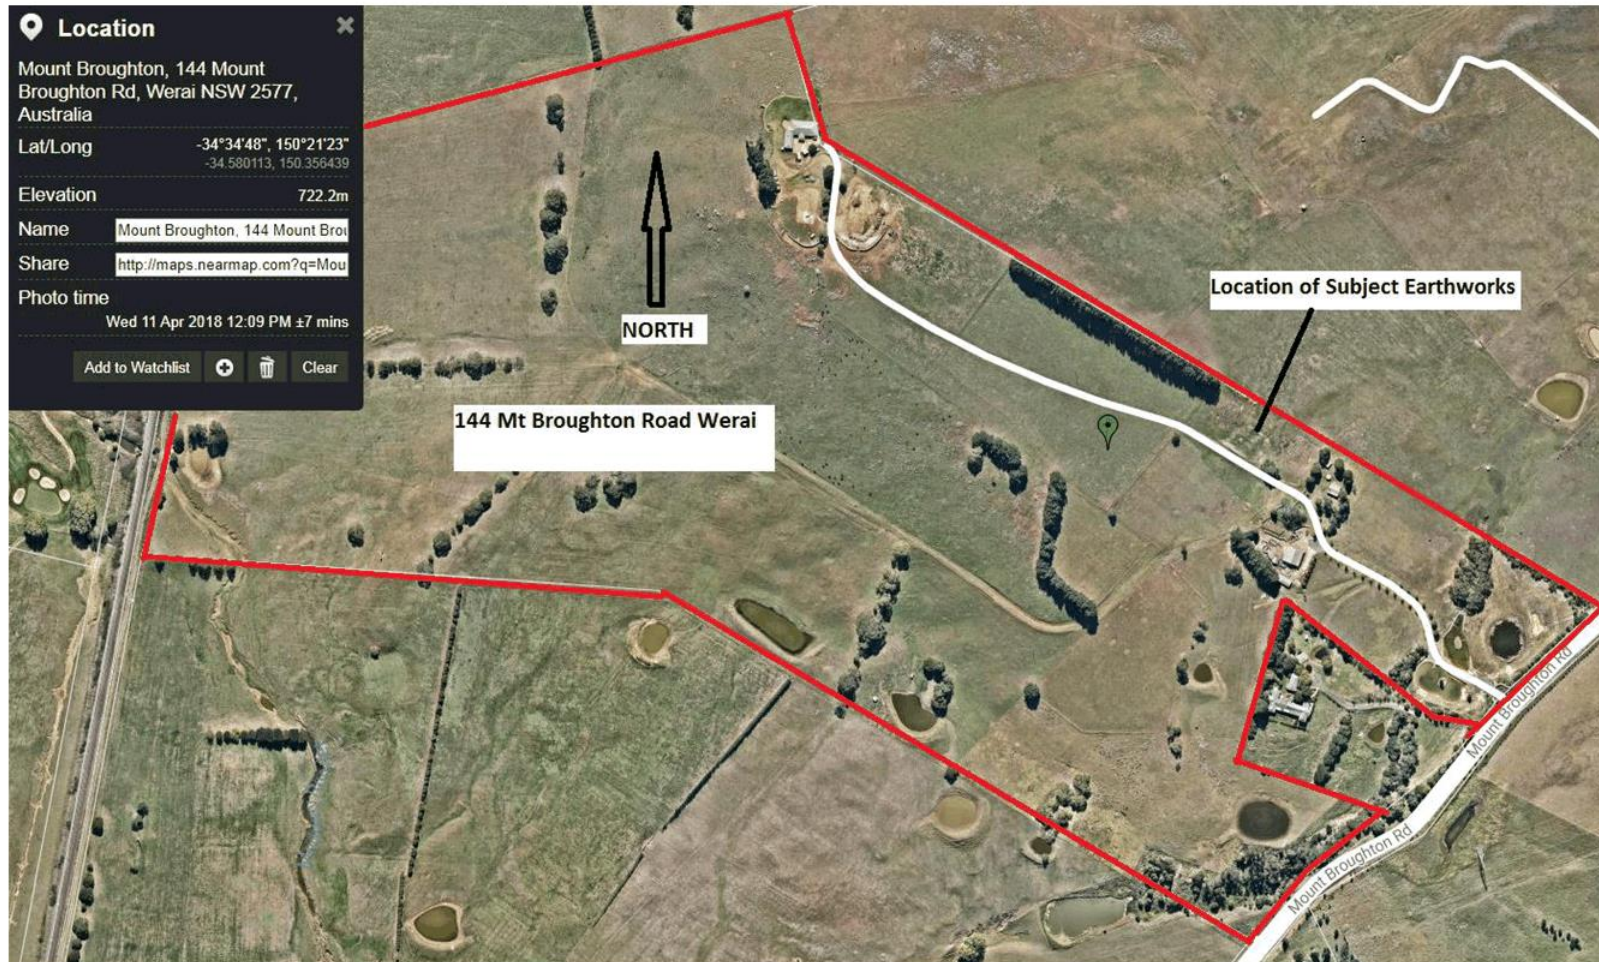 Location
Mount Broughton, 144 Mount
Broughton Rd, Werai NSW 2577,
Australia
Lat/Long -34°34'48", 150°21'23"
-34.580113, 150.356439
Elevation 722.2m
Name Mount Broughton, 144 Mount Brou
Share http://maps.nearmap.com?q=Mou
Photo time
Wed 11 Apr 2018 12:09 PM ±7 mins
Add to Watchlist Clear
NORTH
Location of Subject Earthworks
144 Mt Broughton Road Werai
Mount Broughton Rd
Mount Broughton Rd